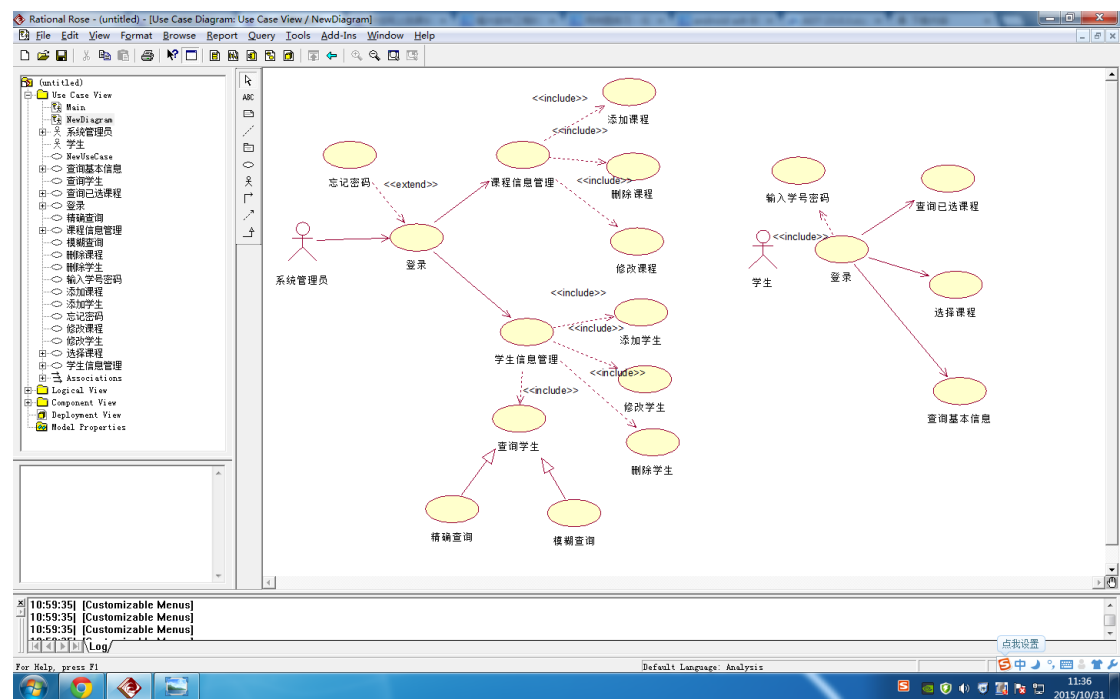 Rational Rose - (untitled) - [Use Case Diagram: Use Case View / NewDiagram]
File Edit View Format Browse Report Query Tools Add-Ins Window Help
(untitled)
Use Case View
Main
NewDiagram
系统管理员
学生
NewUseCase
查询基本信息
查询学生
查询已选课程
登录
精确查询
课程信息管理
模糊查询
删除课程
删除学生
输入学号密码
添加课程
添加学生
忘记密码
修改课程
修改学生
选择课程
学生信息管理
Associations
Logical View
Component View
Deployment View
Model Properties
ABC
<<include>>
添加课程
<<include>>
忘记密码
<<extend>>
课程信息管理
<<include>>
删除课程
系统管理员
登录
修改课程
<<include>>
<<include>>
添加学生
学生信息管理
<<include>>
修改学生
<<include>>
查询学生
删除学生
精确查询
模糊查询
输入学号密码
查询已选课程
<<include>>
学生
登录
选择课程
查询基本信息
10:59:35| [Customizable Menus]
10:59:35| [Customizable Menus]
10:59:35| [Customizable Menus]
Log
点我设置
For Help, press F1
Default Language: Analysis
中
11:36
2015/10/31